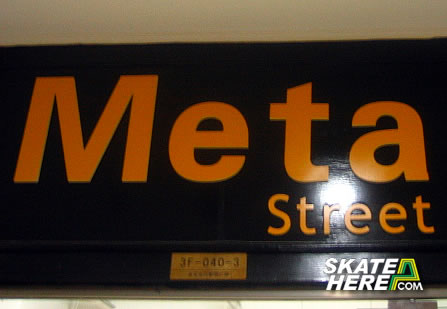 Meta
Street
3F-040-3
SKATE
HERE.COM